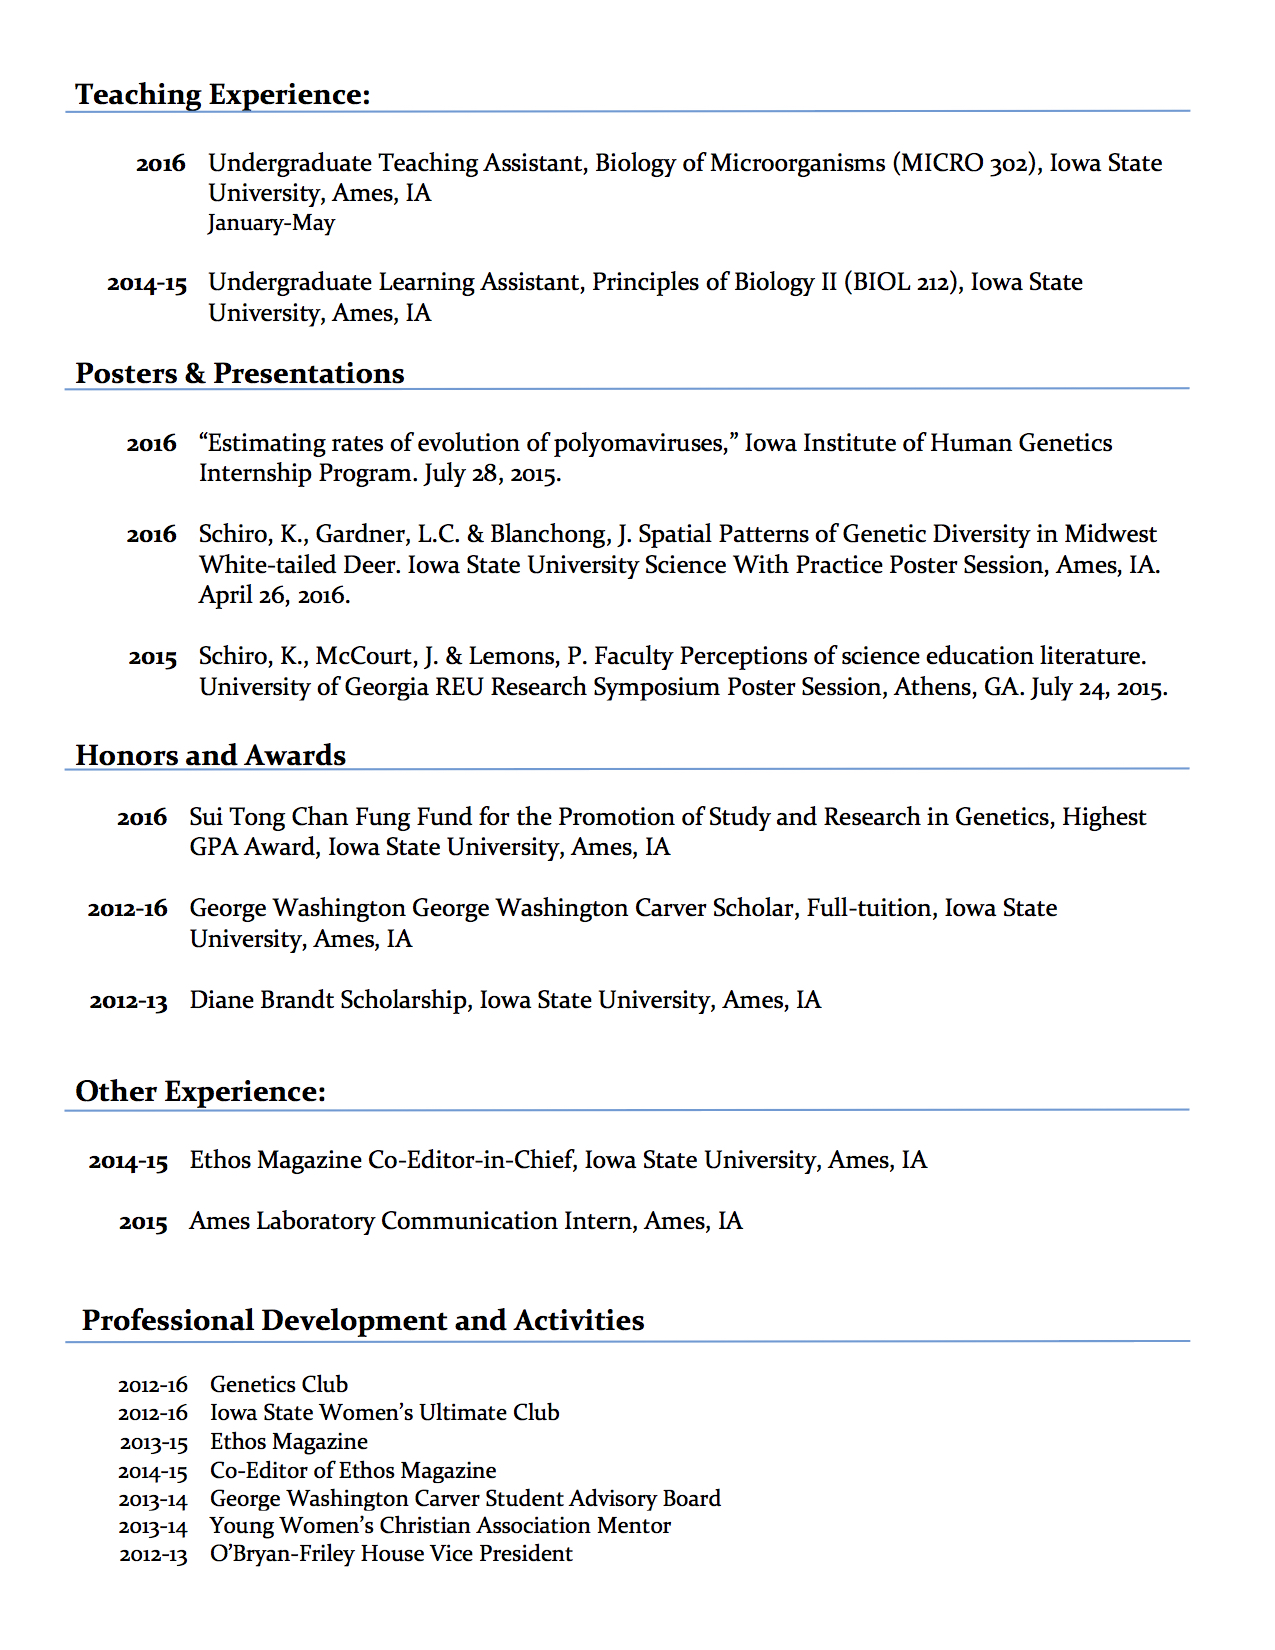 Teaching Experience:
2016 Undergraduate Teaching Assistant, Biology of Microorganisms (MICRO 302), Iowa State
University, Ames, IA
January-May
2014-15 Undergraduate Learning Assistant, Principles of Biology II (BIOL 212), Iowa State
University, Ames, IA
Posters & Presentations
2016 “Estimating rates of evolution of polyomaviruses,” Iowa Institute of Human Genetics
Internship Program. July 28, 2015.
2016 Schiro, K., Gardner, L.C. & Blanchong, J. Spatial Patterns of Genetic Diversity in Midwest
White-tailed Deer. Iowa State University Science With Practice Poster Session, Ames, IA.
April 26, 2016.
2015 Schiro, K., McCourt, J. & Lemons, P. Faculty Perceptions of science education literature.
University of Georgia REU Research Symposium Poster Session, Athens, GA. July 24, 2015.
Honors and Awards
2016 Sui Tong Chan Fung Fund for the Promotion of Study and Research in Genetics, Highest
GPA Award, Iowa State University, Ames, IA
2012-16 George Washington George Washington Carver Scholar, Full-tuition, Iowa State
University, Ames, IA
2012-13 Diane Brandt Scholarship, Iowa State University, Ames, IA
Other Experience:
2014-15 Ethos Magazine Co-Editor-in-Chief, Iowa State University, Ames, IA
2015 Ames Laboratory Communication Intern, Ames, IA
Professional Development and Activities
2012-16 Genetics Club
2012-16 Iowa State Women’s Ultimate Club
2013-15 Ethos Magazine
2014-15 Co-Editor of Ethos Magazine
2013-14 George Washington Carver Student Advisory Board
2013-14 Young Women’s Christian Association Mentor
2012-13 O’Bryan-Friley House Vice President